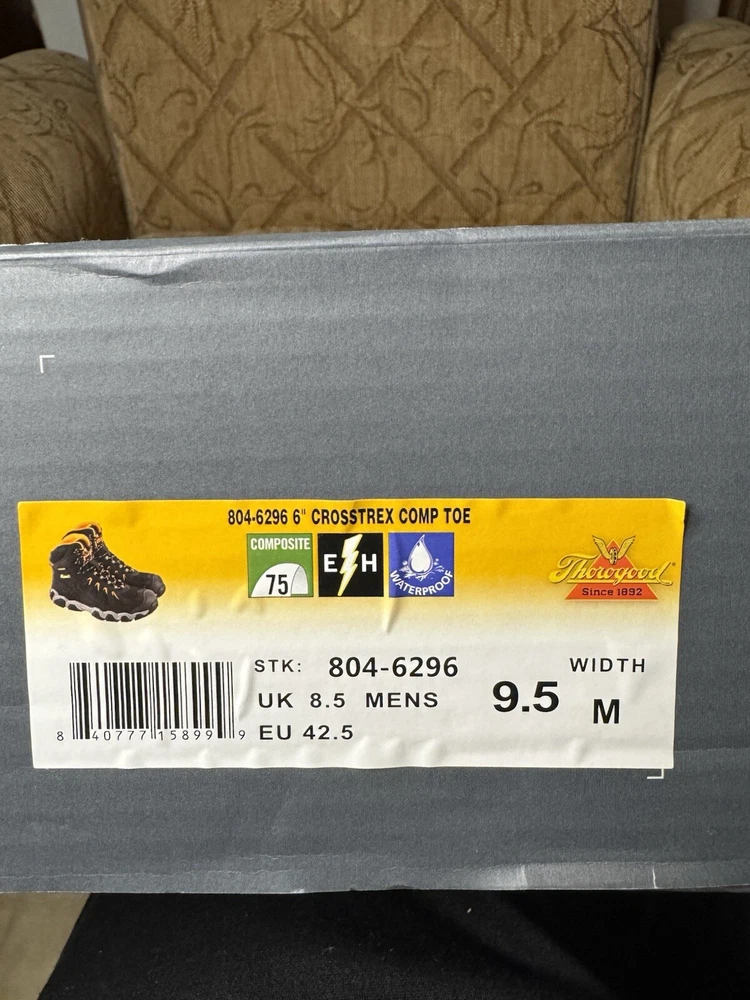 804-6296 6" CROSSTREX COMP TOE
COMPOSITE
75
EH
WATERPROOF
Thorogood®
Since 1892
STK: 804-6296
UK 8.5 MENS
EU 42.5
9.5
WIDTH
M
8 40777 15899 9